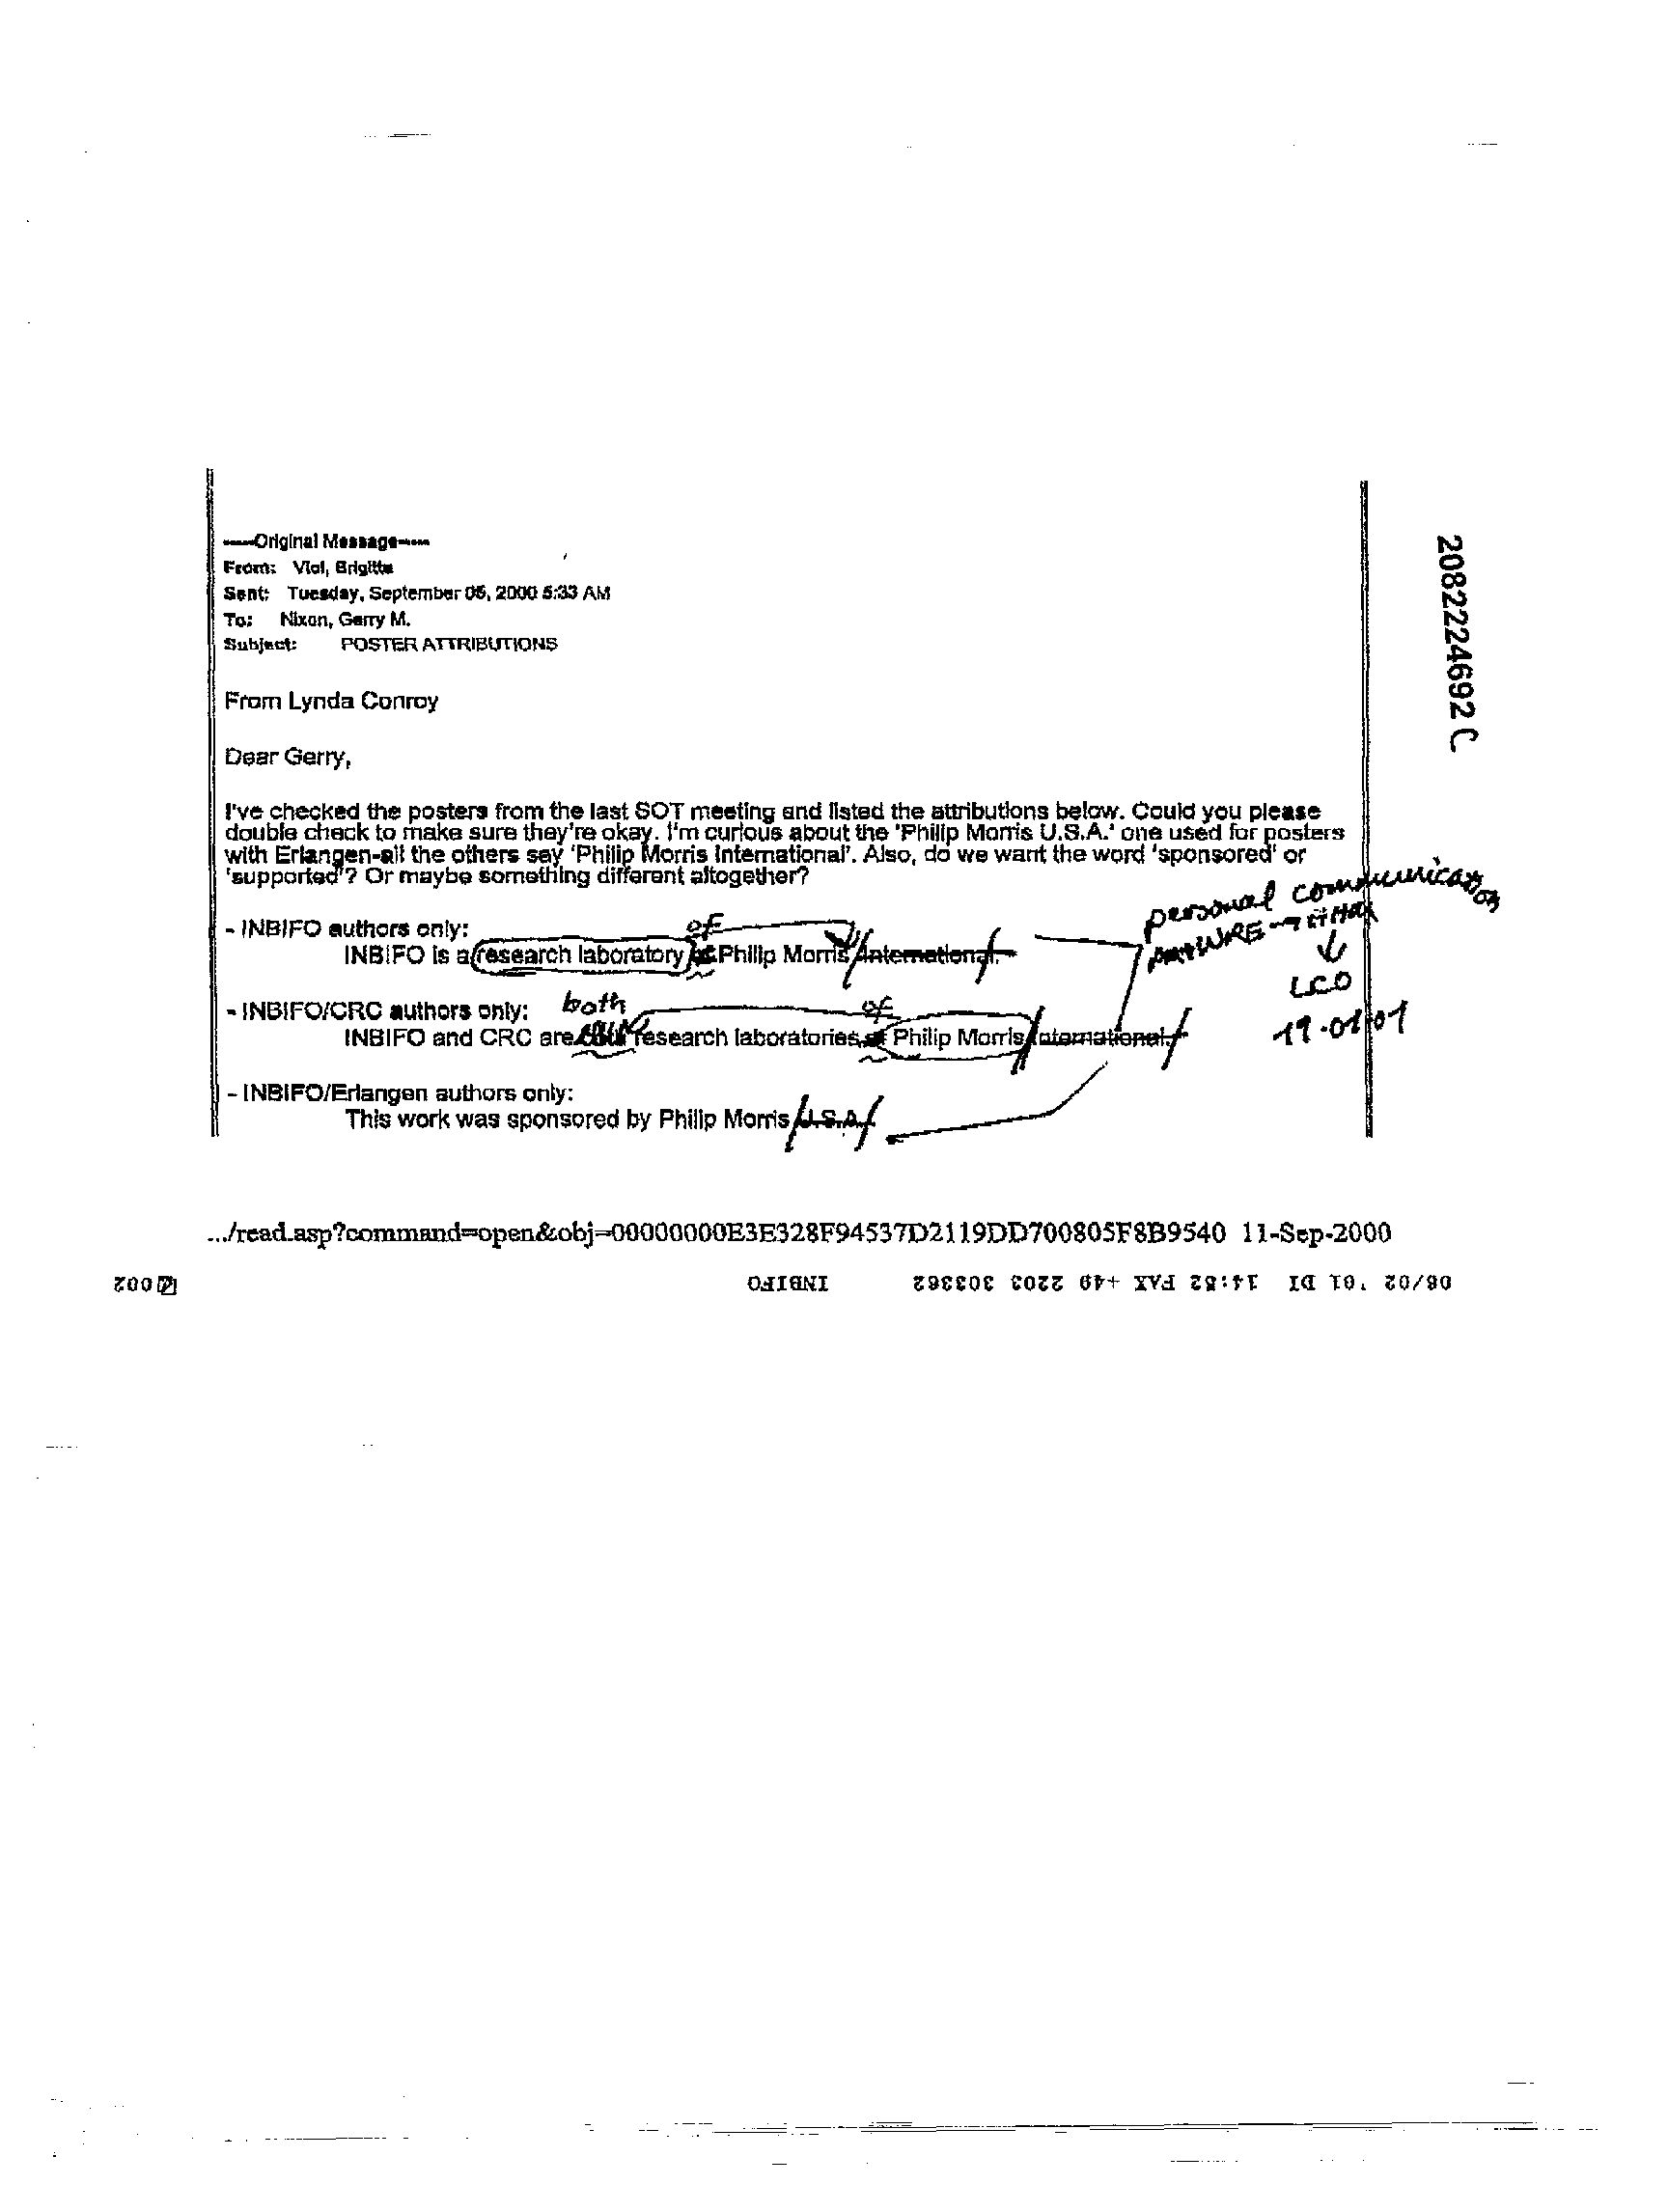 -----Original Message-----
From: Viol, Brigitte
Sent: Tuesday, September 05, 2000 5:33 AM
To: Nixon, Gerry M.
Subject: POSTER ATTRIBUTIONS
From Lynda Conroy
Dear Gerry,
I've checked the posters from the last SOT meeting and listed the attributions below. Could you please
double check to make sure they're okay. I'm curious about the 'Philip Morris U.S.A.' one used for posters
with Erlangen-all the others say 'Philip Morris International'. Also, do we want the word 'sponsored' or
'supported'? Or maybe something different altogether?
personal communication
- INBIFO authors only:
of
INBIFO is a research laboratory Philip Morris International.
LCO
19.01.01
- INBIFO/CRC authors only: both
of
INBIFO and CRC are research laboratories Philip Morris International.
- INBIFO/Erlangen authors only:
This work was sponsored by Philip Morris U.S.A.
.../read.asp?command=open&obj=00000000E3E328F94537D2119DD700805F8B9540 11-Sep-2000
06/02 '01 DI 14:52 FAX +49 2203 303362 INBIFO 002
2082224692 C